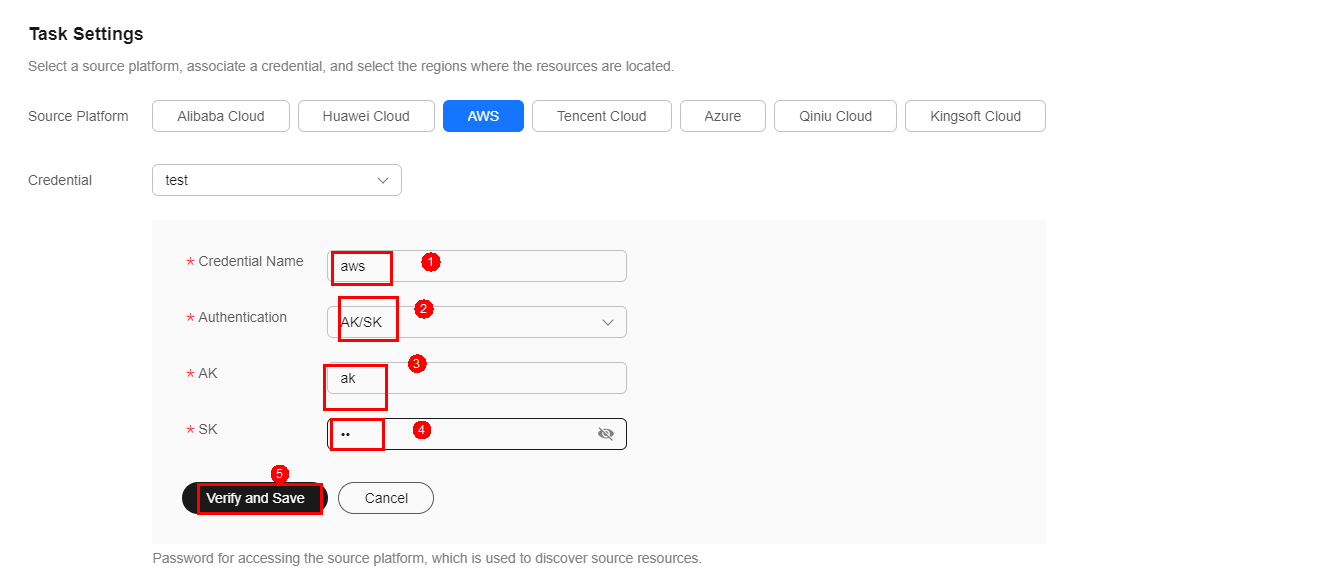 Task Settings
Select a source platform, associate a credential, and select the regions where the resources are located.
Source Platform Alibaba Cloud Huawei Cloud AWS Tencent Cloud Azure Qiniu Cloud Kingsoft Cloud
Credential test
* Credential Name aws 1
* Authentication AK/SK 2
* AK ak 3
* SK •• 4
5
Verify and Save Cancel
Password for accessing the source platform, which is used to discover source resources.